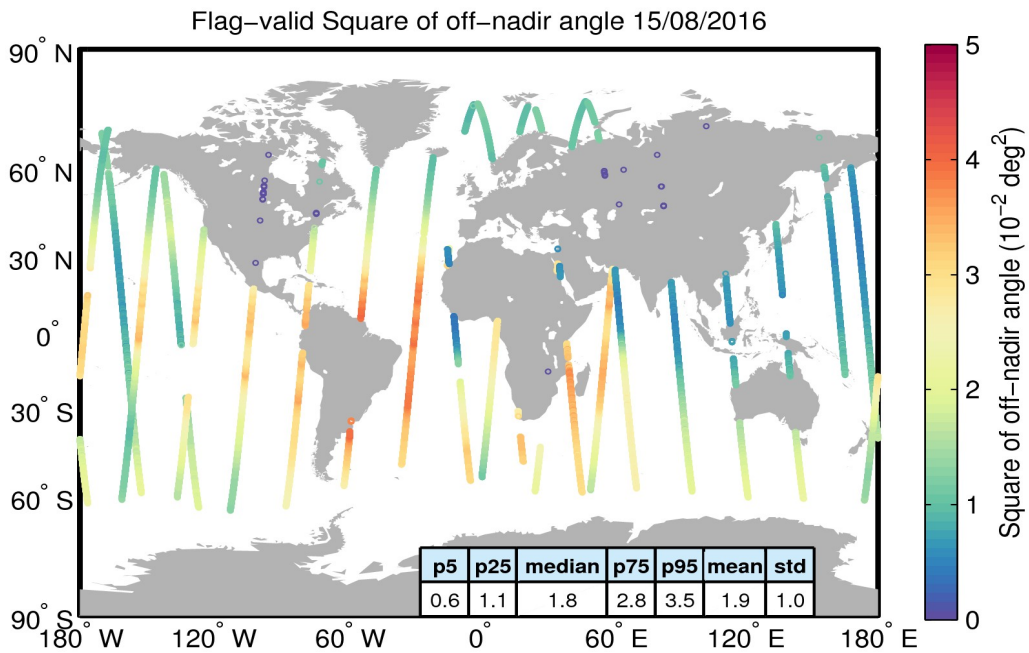 Flag−valid Square of off−nadir angle 15/08/2016
90° N
60° N
30° N
0°
30° S
60° S
90° S
180° W
120° W
60° W
0°
60° E
120° E
180° E
p5 p25 median p75 p95 mean std
0.6 1.1 1.8 2.8 3.5 1.9 1.0
5
4
3
2
1
0
Square of off−nadir angle (10⁻² deg²)